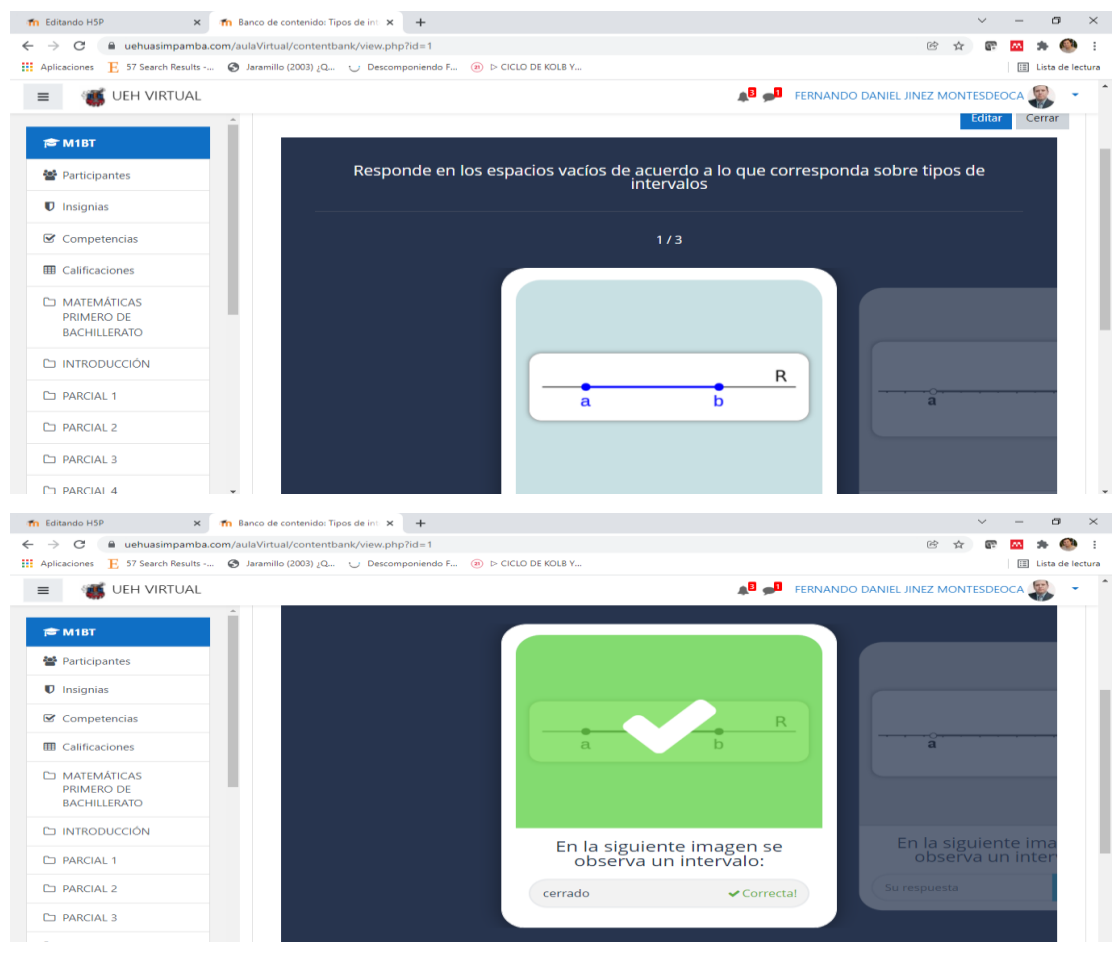 Editando H5P
Banco de contenido: Tipos de int
uehuasimpamba.com/aulaVirtual/contentbank/view.php?id=1
Aplicaciones
57 Search Results -...
Jaramillo (2003) ¿Q...
Descomponiendo F...
CICLO DE KOLB Y...
Lista de lectura
UEH VIRTUAL
3
1
FERNANDO DANIEL JINEZ MONTESDEOCA
Editar
Cerrar
M1BT
Participantes
Insignias
Competencias
Calificaciones
MATEMÁTICAS
PRIMERO DE
BACHILLERATO
INTRODUCCIÓN
PARCIAL 1
PARCIAL 2
PARCIAL 3
PARCIAL 4
Responde en los espacios vacíos de acuerdo a lo que corresponda sobre tipos de
intervalos
1 / 3
R
a
b
a
Editando H5P
Banco de contenido: Tipos de int
uehuasimpamba.com/aulaVirtual/contentbank/view.php?id=1
Aplicaciones
57 Search Results -...
Jaramillo (2003) ¿Q...
Descomponiendo F...
CICLO DE KOLB Y...
Lista de lectura
UEH VIRTUAL
3
1
FERNANDO DANIEL JINEZ MONTESDEOCA
M1BT
Participantes
Insignias
Competencias
Calificaciones
MATEMÁTICAS
PRIMERO DE
BACHILLERATO
INTRODUCCIÓN
PARCIAL 1
PARCIAL 2
PARCIAL 3
R
a
b
En la siguiente imagen se
observa un intervalo:
cerrado
Correcta!
a
En la siguiente ima
observa un inter
Su respuesta